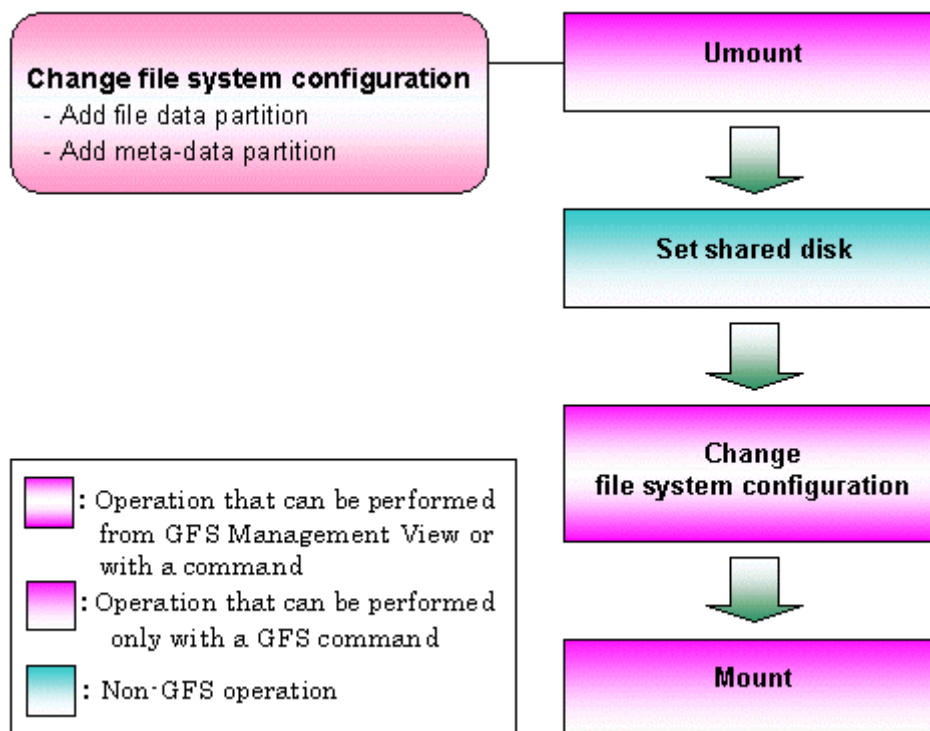 Change file system configuration
- Add file data partition
- Add meta-data partition
Umount
Set shared disk
Change
file system configuration
Mount
: Operation that can be performed
from GFS Management View or
with a command
: Operation that can be performed
only with a GFS command
: Non-GFS operation